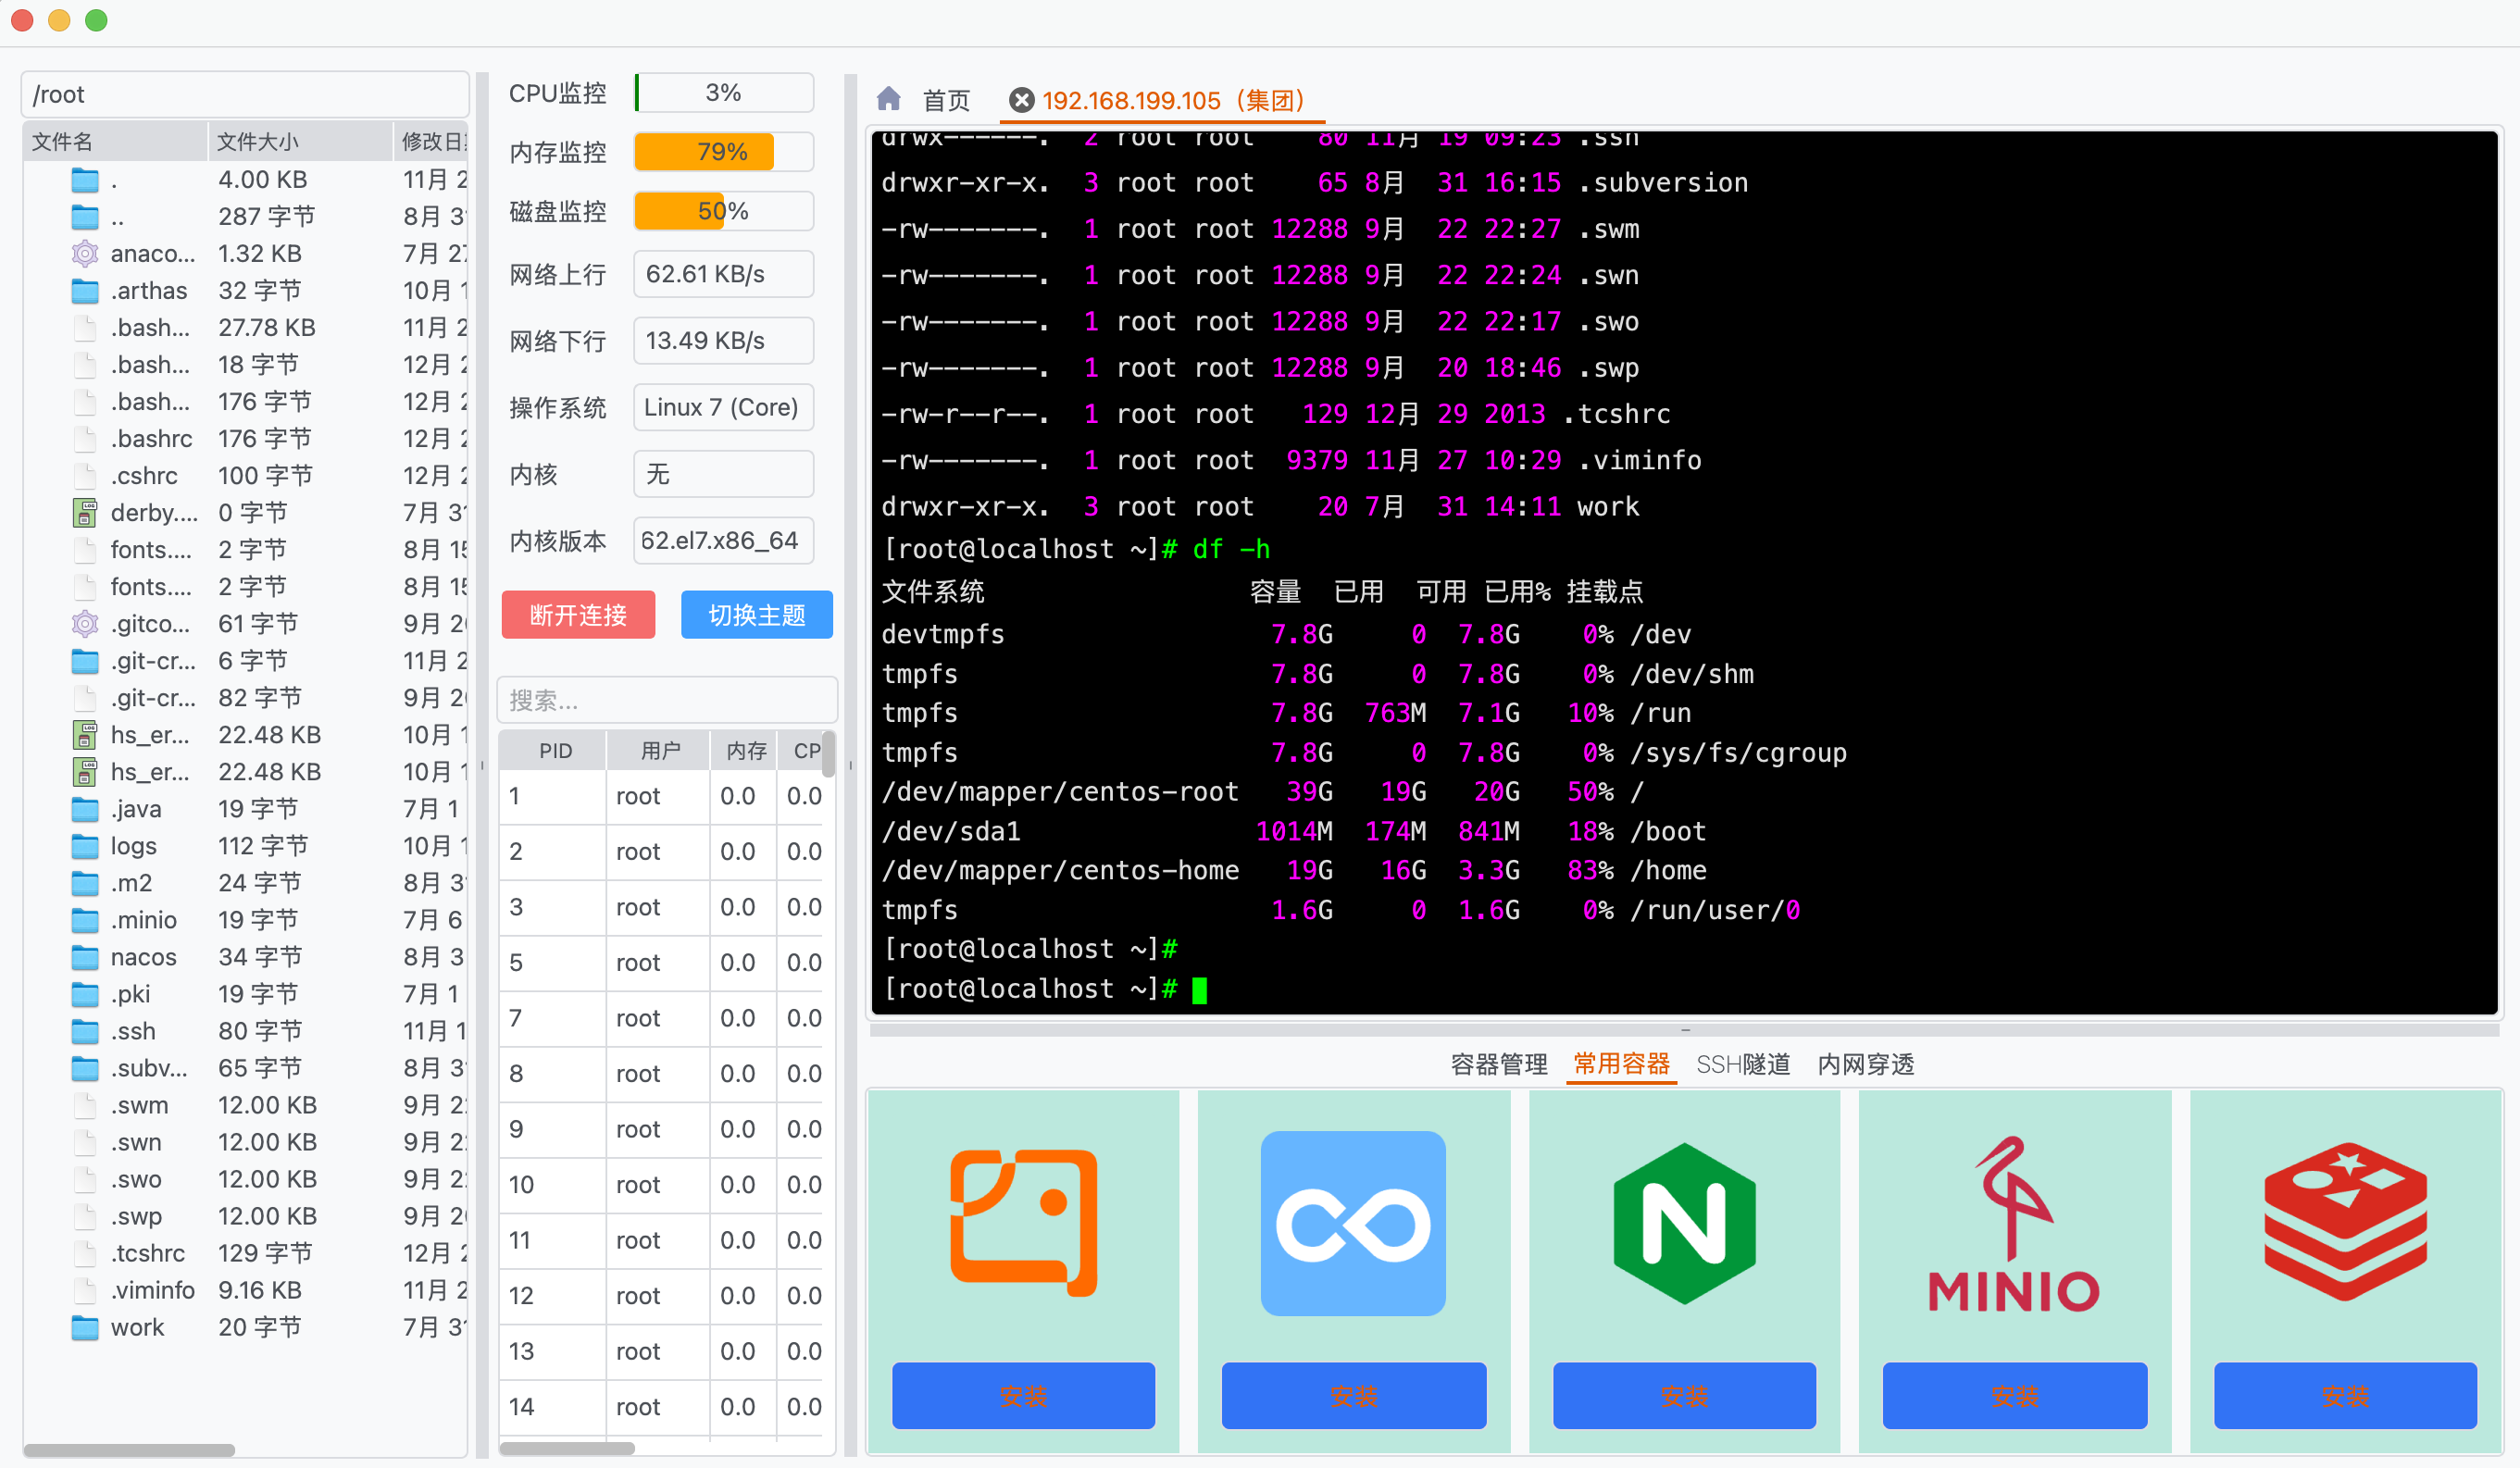 /root
文件名 文件大小 修改日
. 4.00 KB 11月 2
.. 287 字节 8月 3
anaco... 1.32 KB 7月 27
.arthas 32 字节 10月 1
.bash... 27.78 KB 11月 2
.bash... 18 字节 12月 2
.bash... 176 字节 12月 2
.bashrc 176 字节 12月 2
.cshrc 100 字节 12月 2
derby.... 0 字节 7月 31
fonts.... 2 字节 8月 15
fonts.... 2 字节 8月 15
.gitco... 61 字节 9月 20
.git-cr... 6 字节 11月 2
.git-cr... 82 字节 9月 20
hs_er... 22.48 KB 10月 1
hs_er... 22.48 KB 10月 1
.java 19 字节 7月 1
logs 112 字节 10月 1
.m2 24 字节 8月 31
.minio 19 字节 7月 6
nacos 34 字节 8月 3
.pki 19 字节 7月 1
.ssh 80 字节 11月 1
.subv... 65 字节 8月 31
.swm 12.00 KB 9月 22
.swn 12.00 KB 9月 22
.swo 12.00 KB 9月 22
.swp 12.00 KB 9月 20
.tcshrc 129 字节 12月 2
.viminfo 9.16 KB 11月 2
work 20 字节 7月 31
CPU监控 3%
内存监控 79%
磁盘监控 50%
网络上行 62.61 KB/s
网络下行 13.49 KB/s
操作系统 Linux 7 (Core)
内核 无
内核版本 62.el7.x86_64
断开连接 切换主题
搜索...
PID 用户 内存 CP
1 root 0.0 0.0
2 root 0.0 0.0
3 root 0.0 0.0
5 root 0.0 0.0
7 root 0.0 0.0
8 root 0.0 0.0
9 root 0.0 0.0
10 root 0.0 0.0
11 root 0.0 0.0
12 root 0.0 0.0
13 root 0.0 0.0
14 root 0.0 0.0
首页 192.168.199.105（集团）
drwx------. 2 root root 80 11月 19 09:23 .ssh
drwxr-xr-x. 3 root root 65 8月 31 16:15 .subversion
-rw-------. 1 root root 12288 9月 22 22:27 .swm
-rw-------. 1 root root 12288 9月 22 22:24 .swn
-rw-------. 1 root root 12288 9月 22 22:17 .swo
-rw-------. 1 root root 12288 9月 20 18:46 .swp
-rw-r--r--. 1 root root 129 12月 29 2013 .tcshrc
-rw-------. 1 root root 9379 11月 27 10:29 .viminfo
drwxr-xr-x. 3 root root 20 7月 31 14:11 work
[root@localhost ~]# df -h
文件系统 容量 已用 可用 已用% 挂载点
devtmpfs 7.8G 0 7.8G 0% /dev
tmpfs 7.8G 0 7.8G 0% /dev/shm
tmpfs 7.8G 763M 7.1G 10% /run
tmpfs 7.8G 0 7.8G 0% /sys/fs/cgroup
/dev/mapper/centos-root 39G 19G 20G 50% /
/dev/sda1 1014M 174M 841M 18% /boot
/dev/mapper/centos-home 19G 16G 3.3G 83% /home
tmpfs 1.6G 0 1.6G 0% /run/user/0
[root@localhost ~]#
[root@localhost ~]#
容器管理 常用容器 SSH隧道 内网穿透
N
MINIO
安装 安装 安装 安装 安装